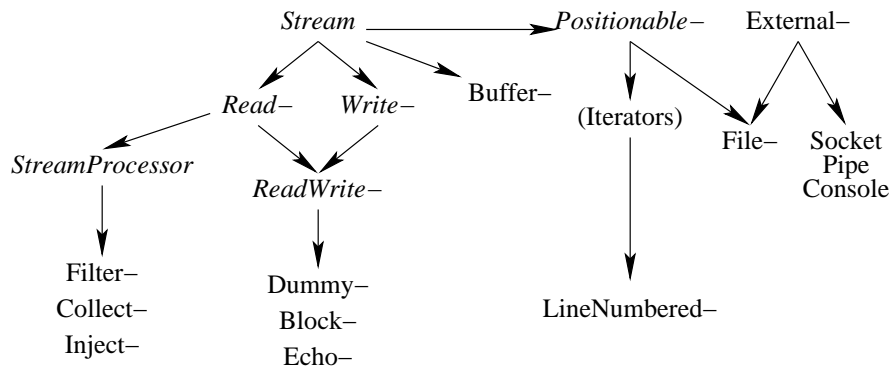 Stream
Positionable–
External–
Read–
Write–
Buffer–
(Iterators)
File–
Socket
Pipe
Console
StreamProcessor
ReadWrite–
Filter–
Collect–
Inject–
Dummy–
Block–
Echo–
LineNumbered–